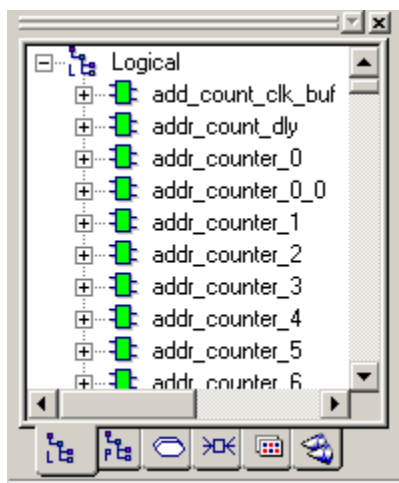 Logical
add_count_clk_buf
addr_count_dly
addr_counter_0
addr_counter_0_0
addr_counter_1
addr_counter_2
addr_counter_3
addr_counter_4
addr_counter_5
addr_counter_6
L
P